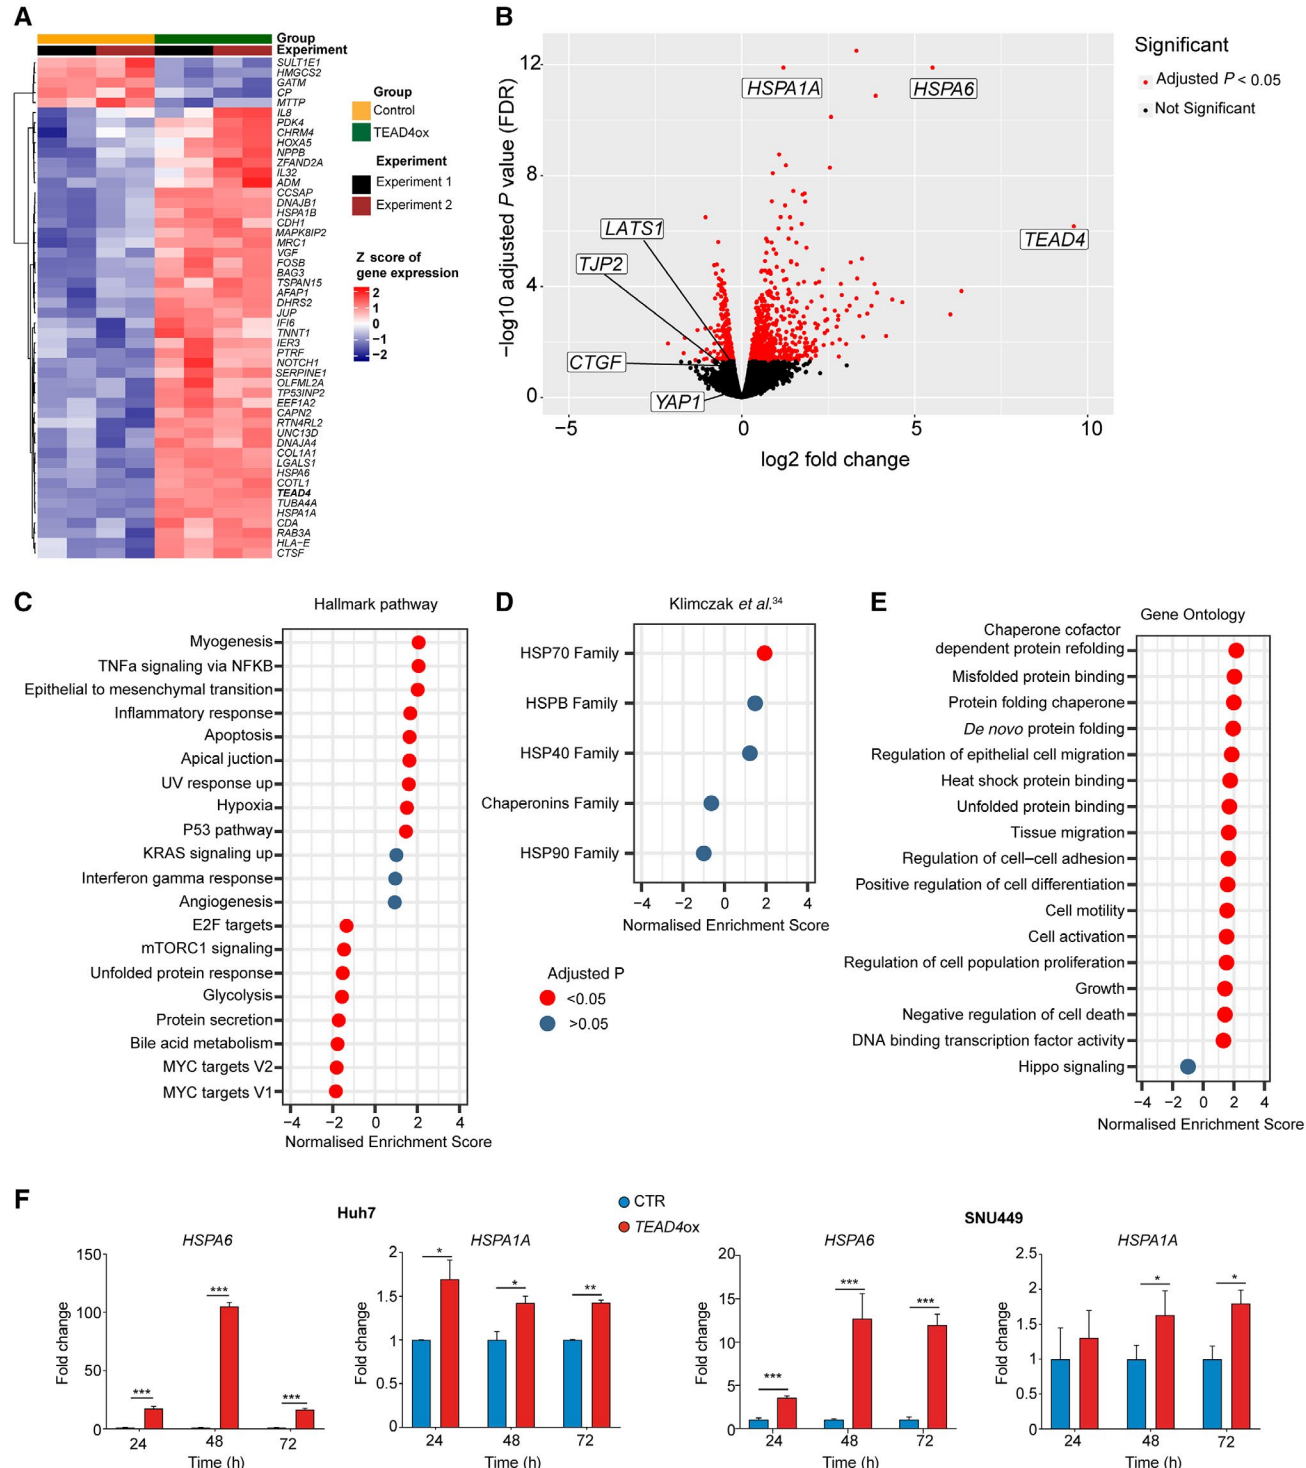 A
Group
Experiment
SULT1E1
HMGCS2
GATM
CP
MTTP
IL8
PDK4
CHRM4
HOXA5
NPPB
ZFAND2A
IL32
ADM
CCSAP
DNAJB1
HSPA1B
CDH1
MAPK8IP2
MRC1
VGF
FOSB
BAG3
TSPAN15
AFAP1
DHRS2
JUP
IFI6
TNNT1
IER3
PTRF
NOTCH1
SERPINE1
OLFML2A
TP53INP2
EEF1A2
CAPN2
RTN4RL2
UNC13D
DNAJA4
COL1A1
LGALS1
HSPA6
COTL1
TEAD4
TUBA4A
HSPA1A
CDA
RAB3A
HLA−E
CTSF
Group
Control
TEAD4ox
Experiment
Experiment 1
Experiment 2
Z score of
gene expression
2
1
0
−1
−2
B
−log10 adjusted P value (FDR)
12
8
4
0
HSPA1A
HSPA6
LATS1
TJP2
CTGF
YAP1
TEAD4
−5
0
5
10
log2 fold change
Significant
Adjusted P < 0.05
Not Significant
C
Hallmark pathway
Myogenesis
TNFa signaling via NFKB
Epithelial to mesenchymal transition
Inflammatory response
Apoptosis
Apical juction
UV response up
Hypoxia
P53 pathway
KRAS signaling up
Interferon gamma response
Angiogenesis
E2F targets
mTORC1 signaling
Unfolded protein response
Glycolysis
Protein secretion
Bile acid metabolism
MYC targets V2
MYC targets V1
−4 −2 0 2 4
Normalised Enrichment Score
D
Klimczak et al.34
HSP70 Family
HSPB Family
HSP40 Family
Chaperonins Family
HSP90 Family
−4 −2 0 2 4
Normalised Enrichment Score
Adjusted P
<0.05
>0.05
E
Gene Ontology
Chaperone cofactor
dependent protein refolding
Misfolded protein binding
Protein folding chaperone
De novo protein folding
Regulation of epithelial cell migration
Heat shock protein binding
Unfolded protein binding
Tissue migration
Regulation of cell–cell adhesion
Positive regulation of cell differentiation
Cell motility
Cell activation
Regulation of cell population proliferation
Growth
Negative regulation of cell death
DNA binding transcription factor activity
Hippo signaling
−4 −2 0 2 4
Normalised Enrichment Score
F
Huh7
CTR
TEAD4ox
SNU449
HSPA6
Fold change
150
100
50
0
***
***
***
24 48 72
Time (h)
HSPA1A
Fold change
2
1.5
1
0.5
0
*
*
**
24 48 72
Time (h)
HSPA6
Fold change
20
15
10
5
0
***
***
***
24 48 72
Time (h)
HSPA1A
Fold change
2.5
2
1.5
1
0.5
0
*
*
24 48 72
Time (h)